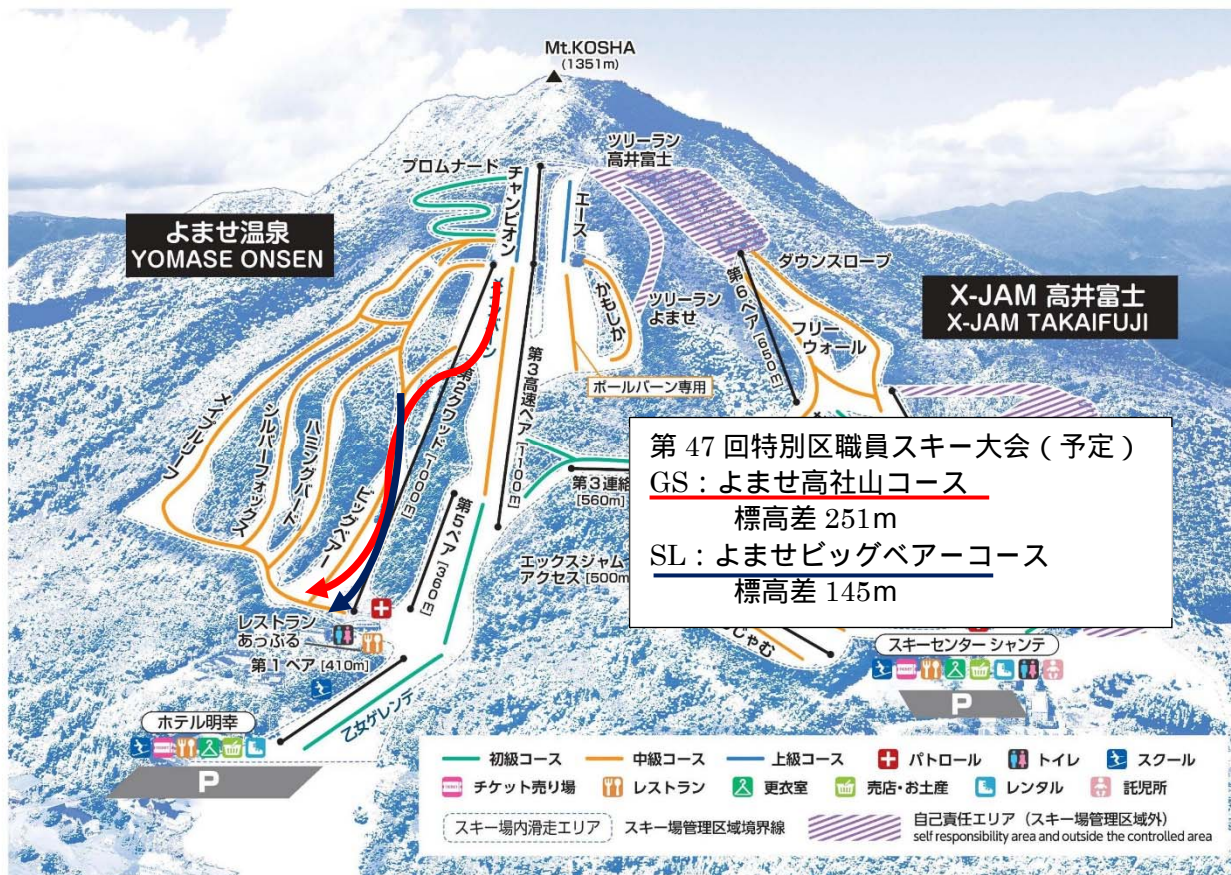 Mt.KOSHA
(1351m)
プロムナード
チャンピオン
エース
ツリーラン
高井富士
よませ温泉
YOMASE ONSEN
ダウンスロープ
X-JAM 高井富士
X-JAM TAKAIFUJI
かもしか
ツリーラン
よませ
第6ペア [650m]
フリー
ウォール
ポールバーン専用
第3高速ペア [1100m]
第2クワッド [1000m]
メイプルリーフ
シルバーフォックス
ハミングバード
ビッグベアー
第5ペア [360m]
第3連絡
[560m]
エックスジャム
アクセス [500m
第47回特別区職員スキー大会（予定）
GS：よませ高社山コース
標高差 251m
SL：よませビッグベアーコース
標高差 145m
レストラン
あっぷる
第1ペア [410m]
乙女ゲレンデ
じゃむ
スキーセンター シャンテ
P
ホテル明幸
P
初級コース 中級コース 上級コース パトロール トイレ スクール
チケット売り場 レストラン 更衣室 売店・お土産 レンタル 託児所
スキー場内滑走エリア スキー場管理区域境界線 自己責任エリア（スキー場管理区域外）
self responsibility area and outside the controlled area